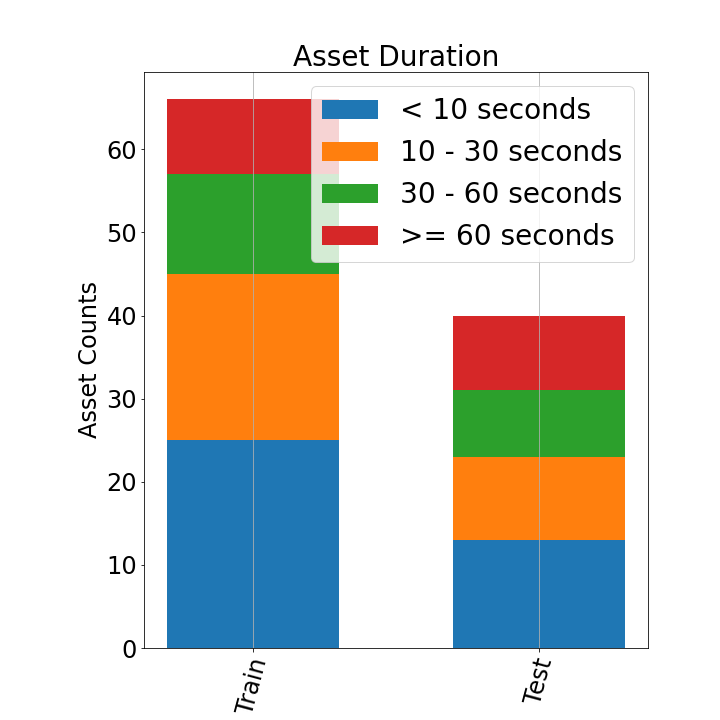 Asset Duration
< 10 seconds
10 - 30 seconds
30 - 60 seconds
>= 60 seconds
Asset Counts
60
50
40
30
20
10
0
Train
Test